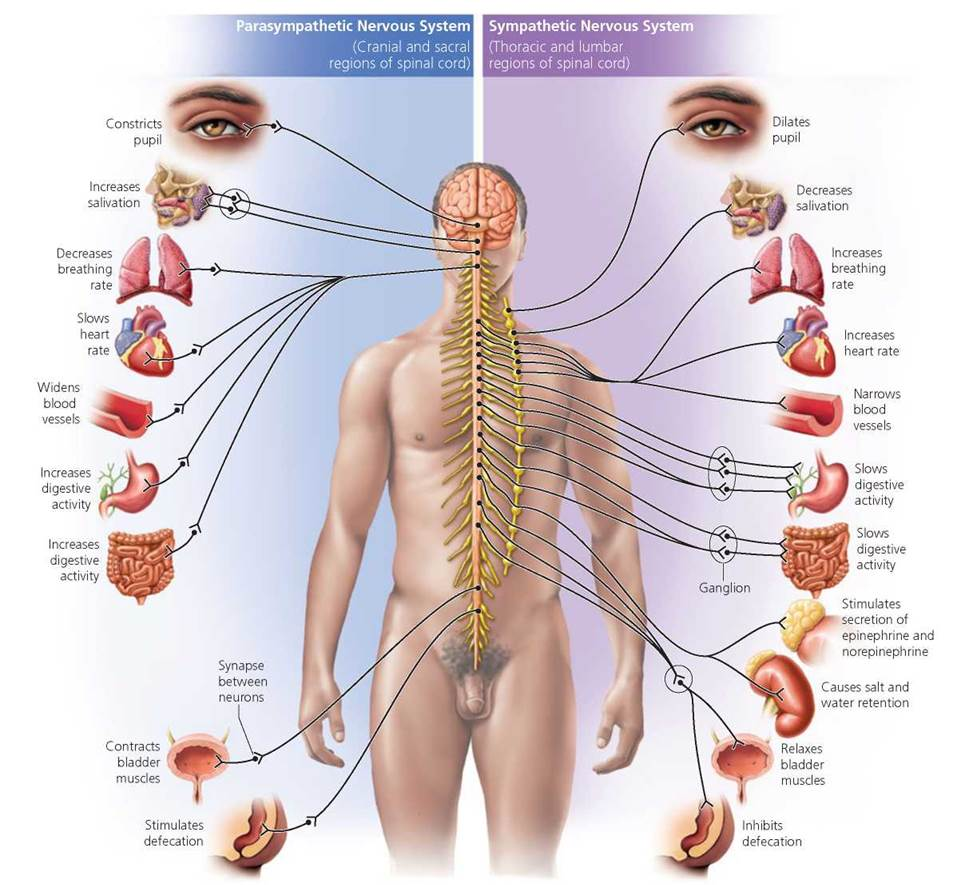 Parasympathetic Nervous System
(Cranial and sacral
regions of spinal cord)
Sympathetic Nervous System
(Thoracic and lumbar
regions of spinal cord)
Constricts
pupil
Increases
salivation
Decreases
breathing
rate
Slows
heart
rate
Widens
blood
vessels
Increases
digestive
activity
Increases
digestive
activity
Synapse
between
neurons
Contracts
bladder
muscles
Stimulates
defecation
Dilates
pupil
Decreases
salivation
Increases
breathing
rate
Increases
heart rate
Narrows
blood
vessels
Slows
digestive
activity
Slows
digestive
activity
Ganglion
Stimulates
secretion of
epinephrine and
norepinephrine
Causes salt and
water retention
Relaxes
bladder
muscles
Inhibits
defecation